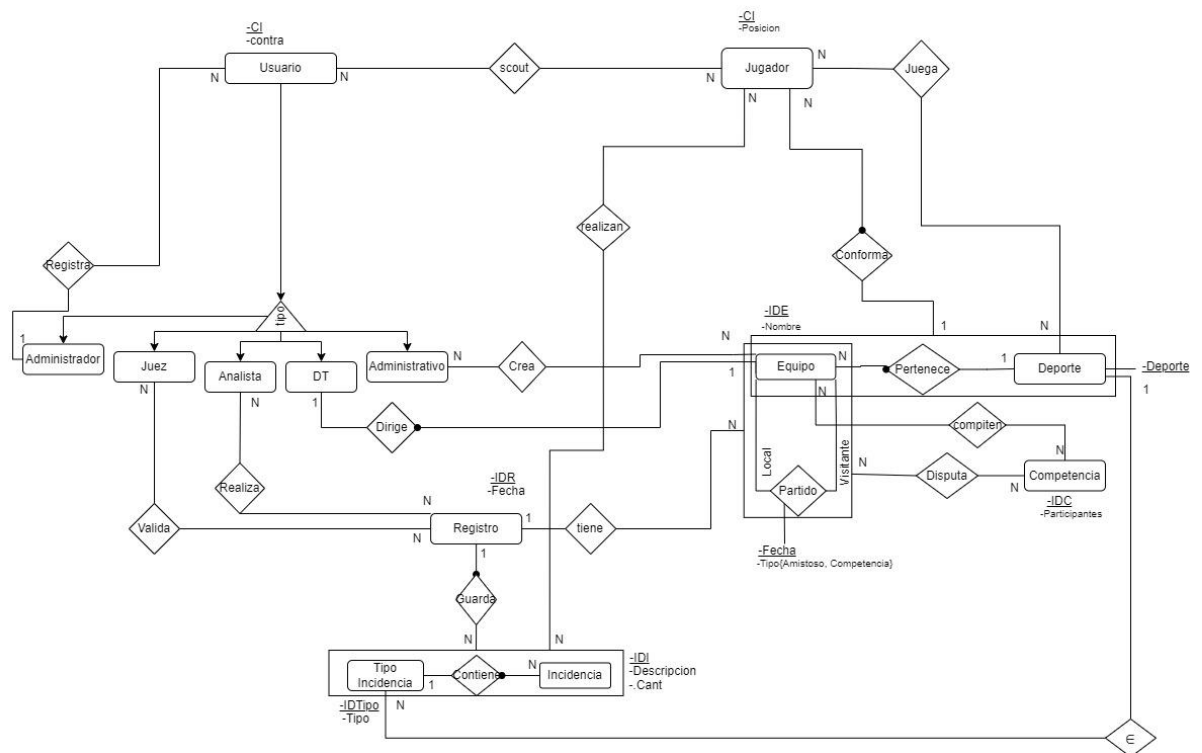 -CI
-contra
Usuario
N
N
scout
N
-CI
-Posicion
Jugador
N
N
N
Juega
realizan
Conforma
Registra
1
Administrador
tipo
Juez
N
Analista
N
DT
1
Administrativo
N
Crea
N
1
Dirige
-IDE
-Nombre
Equipo
N
N
Pertenece
1
1
N
Deporte
-Deporte
1
Local
Visitante
Partido
-Fecha
-Tipo{Amistoso, Competencia}
compiten
N
N
Disputa
N
Competencia
-IDC
-Participantes
Realiza
Valida
N
N
-IDR
-Fecha
Registro
1
1
tiene
N
Guarda
N
N
Tipo
Incidencia
1
Contiene
N
Incidencia
-IDI
-Descripcion
-.Cant
-IDTipo
-Tipo
N
∈